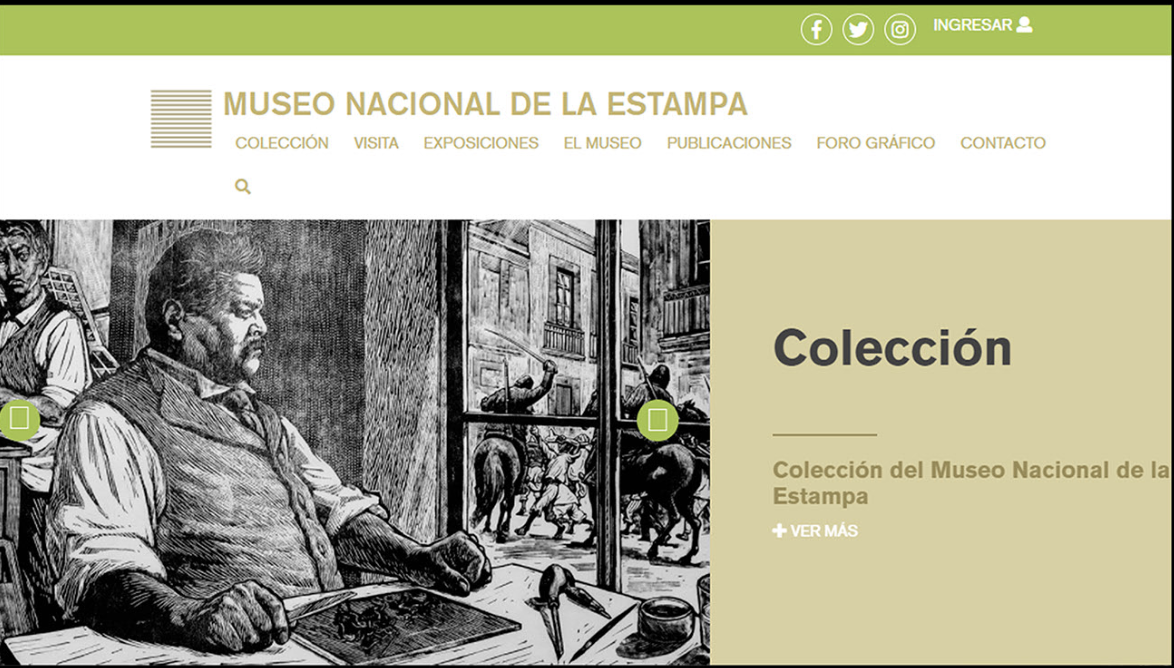 INGRESAR
MUSEO NACIONAL DE LA ESTAMPA
COLECCIÓN VISITA EXPOSICIONES EL MUSEO PUBLICACIONES FORO GRÁFICO CONTACTO
Colección
Colección del Museo Nacional de la
Estampa
VER MÁS